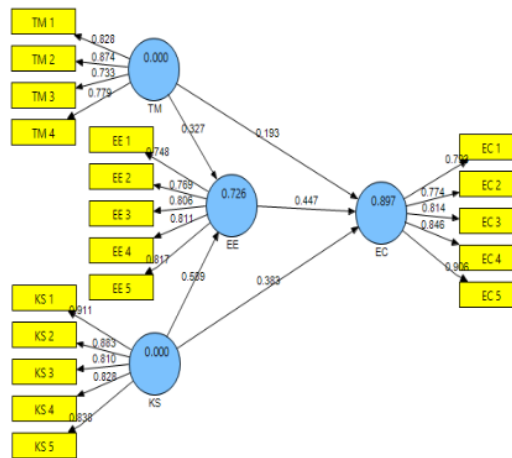 TM 1
0.828
TM 2
0.874
TM 3
0.733
TM 4
0.779
0.000
TM
0.327
0.193
EE 1
0.748
EE 2
0.769
EE 3
0.806
EE 4
0.811
EE 5
0.817
0.726
EE
0.447
0.897
EC
EC 1
EC 2
0.774
EC 3
0.814
EC 4
0.846
EC 5
0.906
0.383
KS 1
0.911
KS 2
0.883
KS 3
0.810
KS 4
0.828
KS 5
0.838
0.000
KS